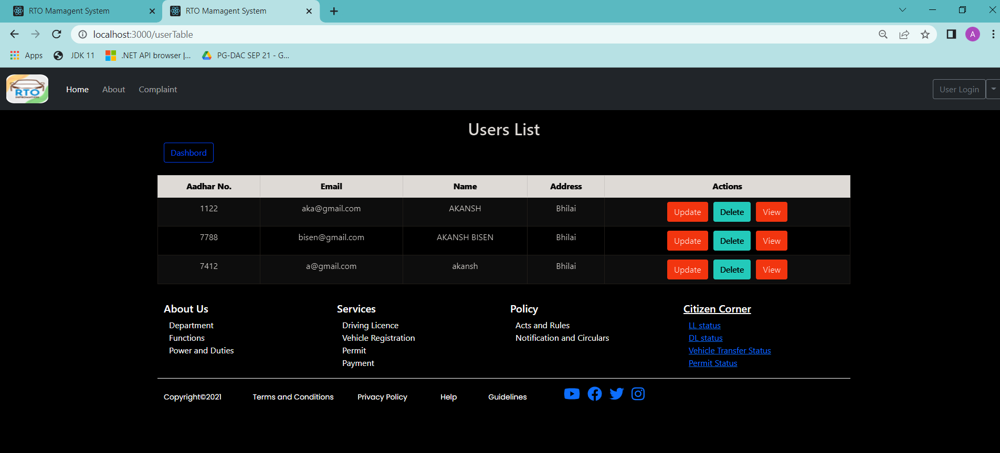 RTO Mamagent System
RTO Mamagent System
localhost:3000/userTable
A
Apps
JDK 11
.NET API browser |...
PG-DAC SEP 21 - G...
RTO
INFROMATION
Home
About
Complaint
User Login
Users List
Dashbord
Aadhar No. Email Name Address Actions
1122 aka@gmail.com AKANSH Bhilai Update Delete View
7788 bisen@gmail.com AKANSH BISEN Bhilai Update Delete View
7412 a@gmail.com akansh Bhilai Update Delete View
About Us
Department
Functions
Power and Duties
Services
Driving Licence
Vehicle Registration
Permit
Payment
Policy
Acts and Rules
Notification and Circulars
Citizen Corner
LL status
DL status
Vehicle Transfer Status
Permit Status
Copyright©2021 Terms and Conditions Privacy Policy Help Guidelines